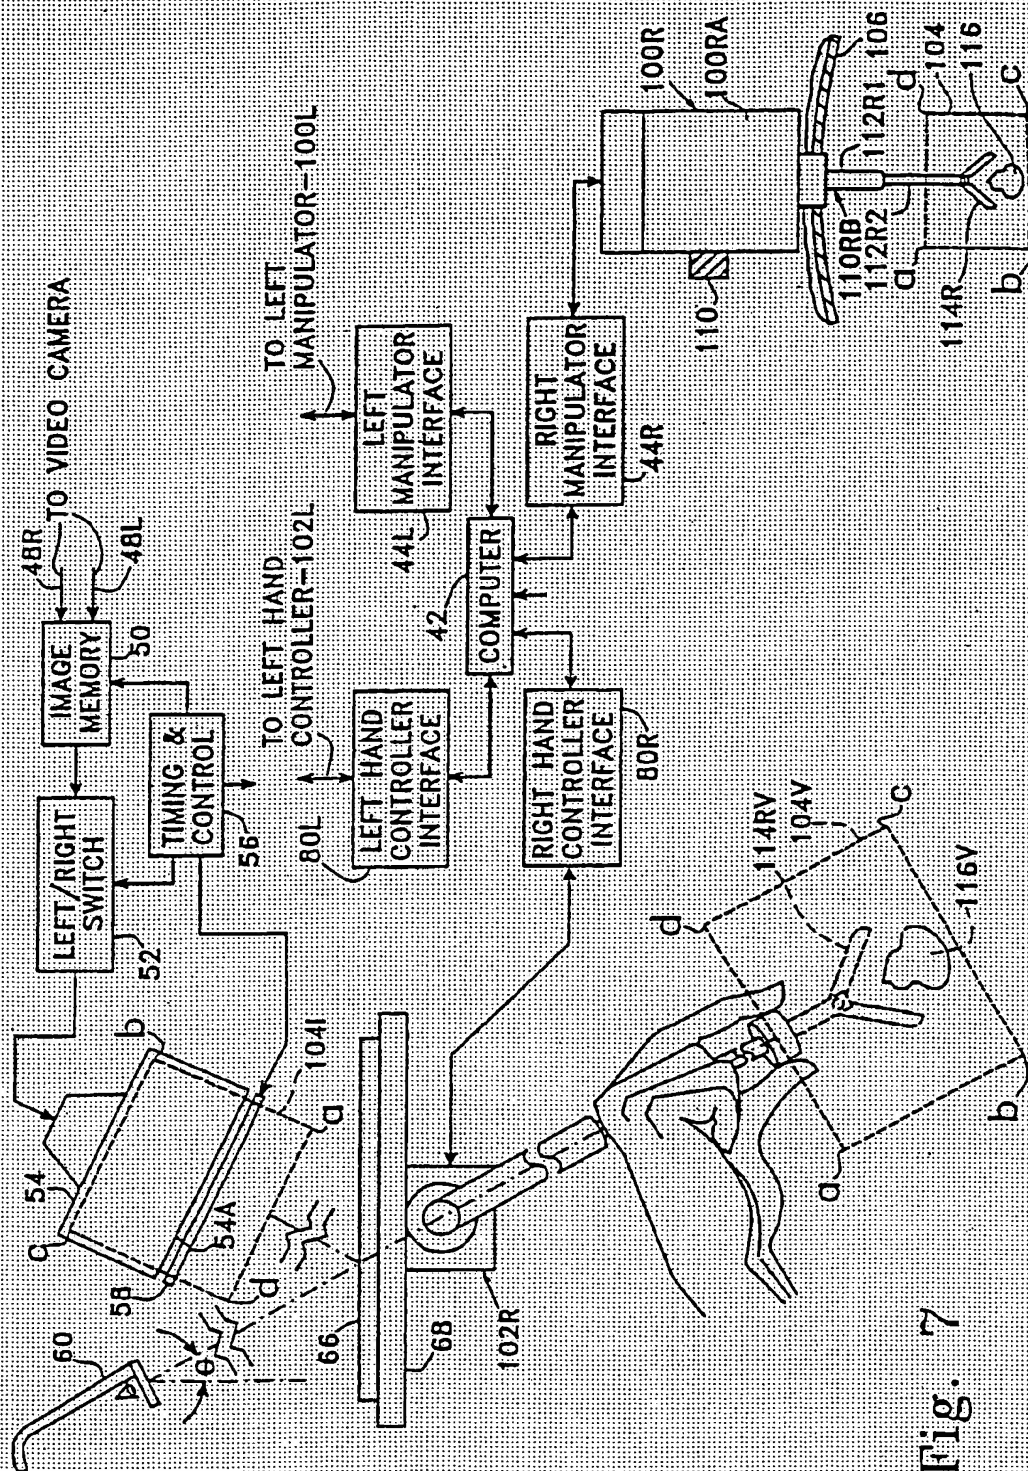 48R
TO VIDEO CAMERA
48L
IMAGE
MEMORY
50
LEFT/RIGHT
SWITCH
52
TIMING &
CONTROL
56
54
c
b
54A
58
104I
a
d
60
θ
66
68
102R
TO LEFT HAND
CONTROLLER-102L
80L
LEFT HAND
CONTROLLER
INTERFACE
TO LEFT
MANIPULATOR-100L
44L
LEFT
MANIPULATOR
INTERFACE
42
COMPUTER
RIGHT HAND
CONTROLLER
INTERFACE
80R
RIGHT
MANIPULATOR
INTERFACE
44R
100R
100RA
110
106
110RB
112R1
112R2
a
d
104
116
114R
b
c
d
114RV
104V
c
116V
a
b
Fig. 7